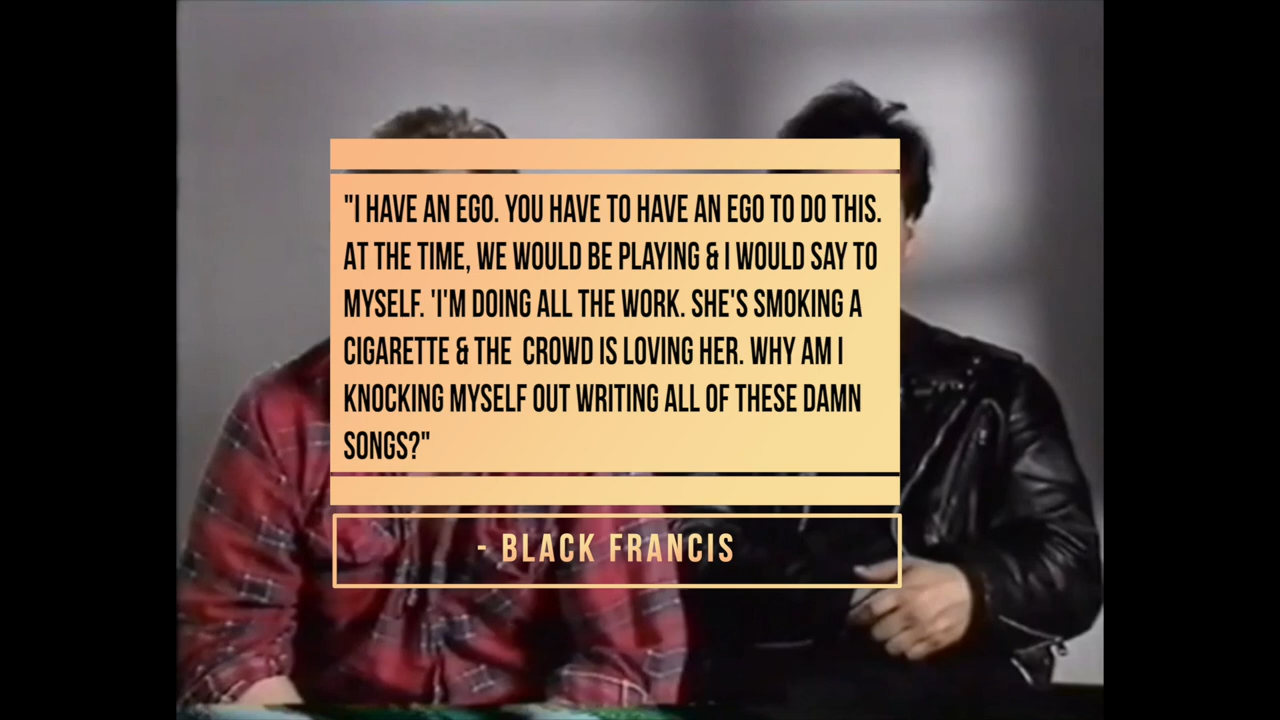 "I HAVE AN EGO. YOU HAVE TO HAVE AN EGO TO DO THIS.
AT THE TIME, WE WOULD BE PLAYING & I WOULD SAY TO
MYSELF. 'I'M DOING ALL THE WORK. SHE'S SMOKING A
CIGARETTE & THE  CROWD IS LOVING HER. WHY AM I
KNOCKING MYSELF OUT WRITING ALL OF THESE DAMN
SONGS?"
- BLACK FRANCIS